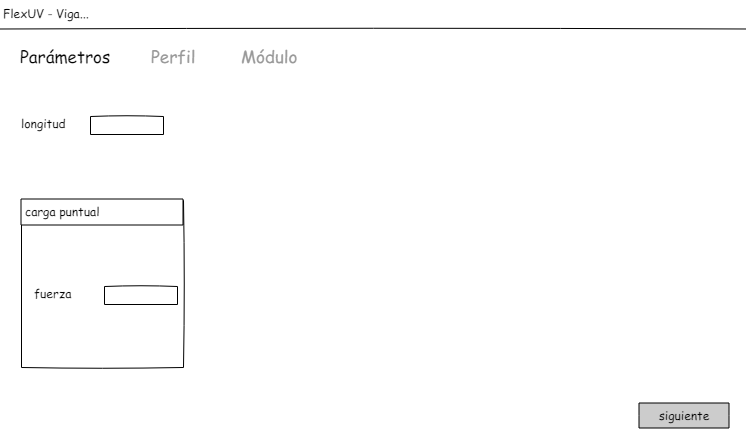 FlexUV - Viga...
Parámetros Perfil Módulo
longitud
carga puntual
fuerza
siguiente